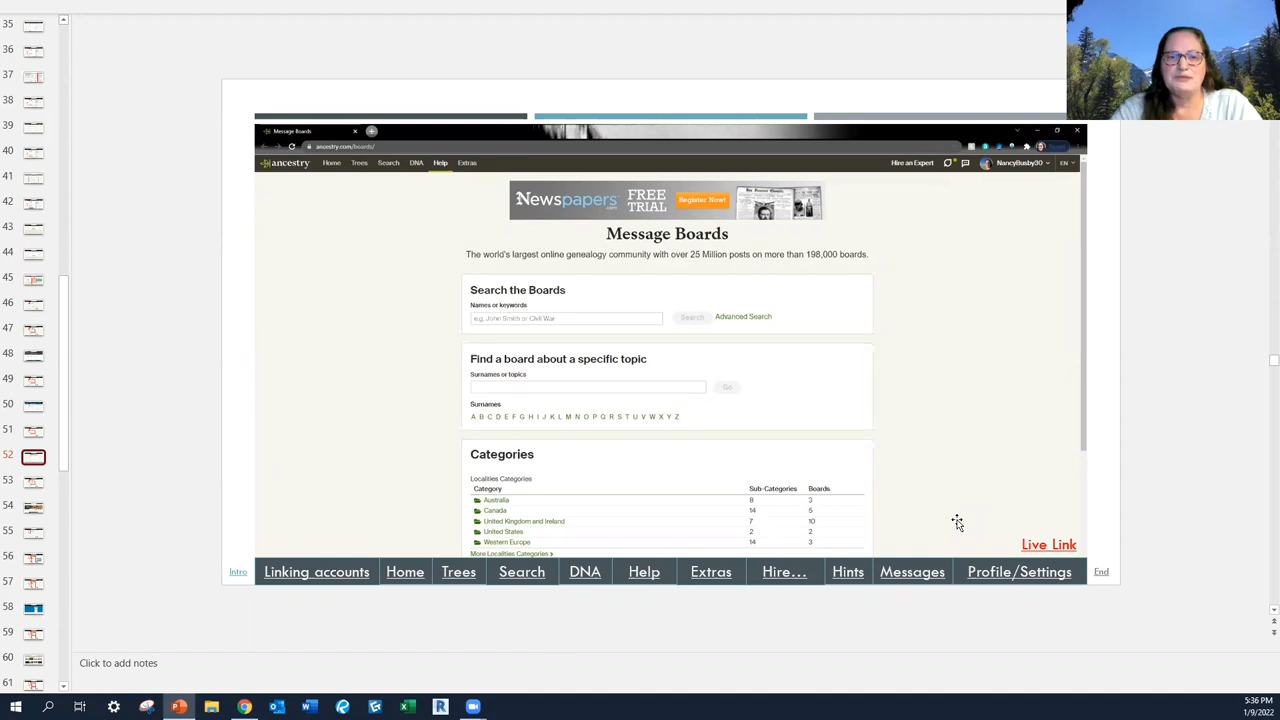 35
36
37
38
40
41
43
45
46
48
49
50
51
52
53
54
55
56
57
58
59
60
61
Message Boards
ancestry.com/boards/
ancestry Home Trees Search DNA Help Extras Hire an Expert NancyBusby30 EN
Newspapers.com FREE TRIAL Register Now!
Message Boards
The world's largest online genealogy community with over 25 Million posts on more than 198,000 boards.
Search the Boards
Names or keywords
e.g. John Smith or Civil War Search Advanced Search
Find a board about a specific topic
Surnames or topics
Go
Surnames
A B C D E F G H I J K L M N O P Q R S T U V W X Y Z
Categories
Localities Categories
Category Sub-Categories Boards
Australia 8 3
Canada 14 5
United Kingdom and Ireland 7 10
United States 2 2
Western Europe 14 3
More Localities Categories >
Live Link
Intro Linking accounts Home Trees Search DNA Help Extras Hire... Hints Messages Profile/Settings End
Click to add notes
5:36 PM
1/9/2022